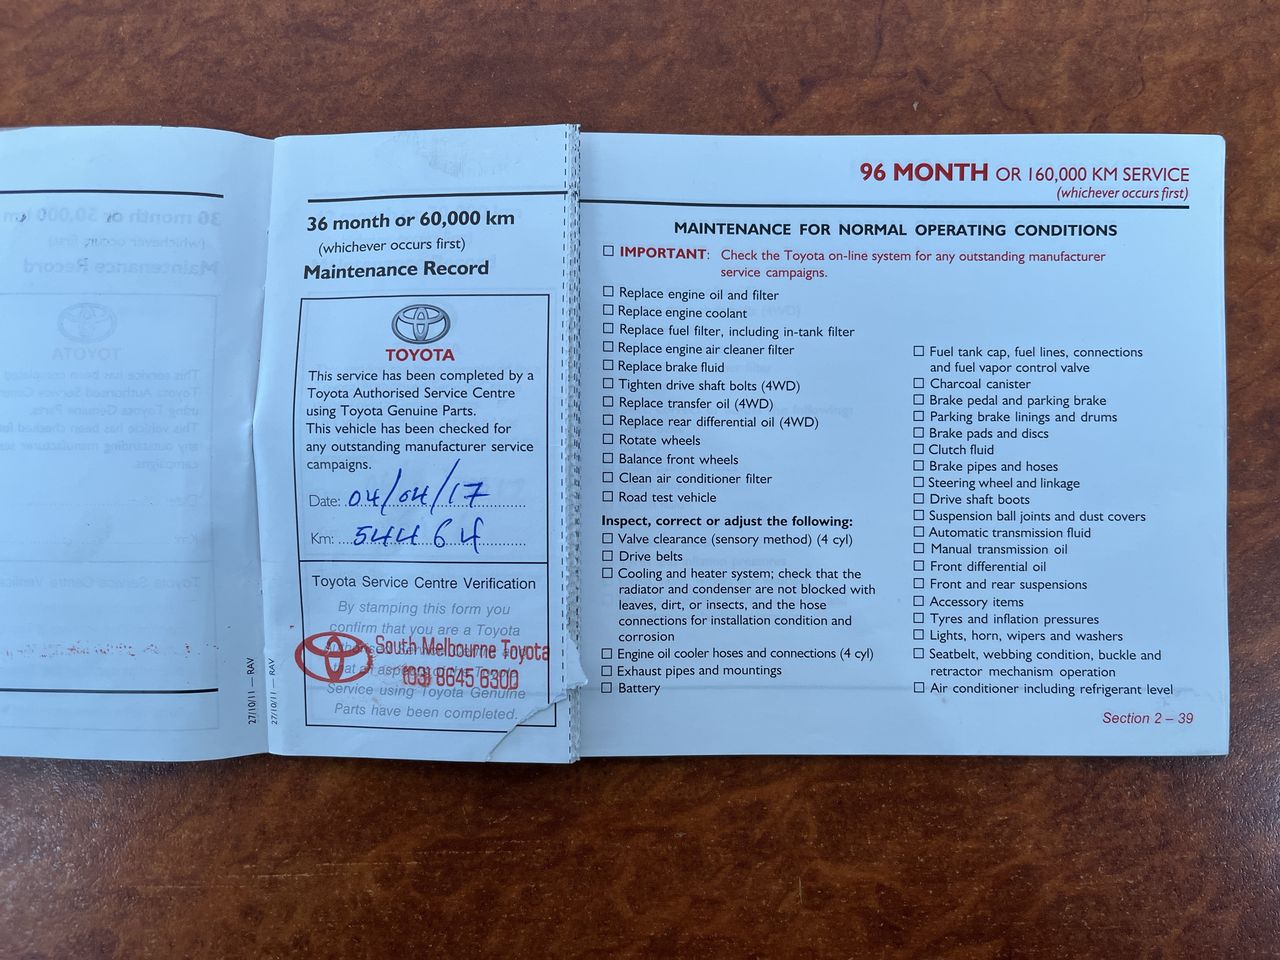 36 month or 60,000 km
(whichever occurs first)
Maintenance Record
TOYOTA
This service has been completed by a
Toyota Authorised Service Centre
using Toyota Genuine Parts.
This vehicle has been checked for
any outstanding manufacturer service
campaigns.
Date: 04/04/17
Km: 54464
Toyota Service Centre Verification
By stamping this form you
confirm that you are a Toyota
Service using Toyota Genuine
Parts have been completed.
South Melbourne Toyota
(03) 8645 6300
27/10/11 — RAV
27/10/11 — RAV
96 MONTH OR 160,000 KM SERVICE
(whichever occurs first)
MAINTENANCE FOR NORMAL OPERATING CONDITIONS
☐ IMPORTANT: Check the Toyota on-line system for any outstanding manufacturer
service campaigns.
☐ Replace engine oil and filter
☐ Replace engine coolant
☐ Replace fuel filter, including in-tank filter
☐ Replace engine air cleaner filter
☐ Replace brake fluid
☐ Tighten drive shaft bolts (4WD)
☐ Replace transfer oil (4WD)
☐ Replace rear differential oil (4WD)
☐ Rotate wheels
☐ Balance front wheels
☐ Clean air conditioner filter
☐ Road test vehicle
Inspect, correct or adjust the following:
☐ Valve clearance (sensory method) (4 cyl)
☐ Drive belts
☐ Cooling and heater system; check that the
radiator and condenser are not blocked with
leaves, dirt, or insects, and the hose
connections for installation condition and
corrosion
☐ Engine oil cooler hoses and connections (4 cyl)
☐ Exhaust pipes and mountings
☐ Battery
☐ Fuel tank cap, fuel lines, connections
and fuel vapor control valve
☐ Charcoal canister
☐ Brake pedal and parking brake
☐ Parking brake linings and drums
☐ Brake pads and discs
☐ Clutch fluid
☐ Brake pipes and hoses
☐ Steering wheel and linkage
☐ Drive shaft boots
☐ Suspension ball joints and dust covers
☐ Automatic transmission fluid
☐ Manual transmission oil
☐ Front differential oil
☐ Front and rear suspensions
☐ Accessory items
☐ Tyres and inflation pressures
☐ Lights, horn, wipers and washers
☐ Seatbelt, webbing condition, buckle and
retractor mechanism operation
☐ Air conditioner including refrigerant level
Section 2 – 39